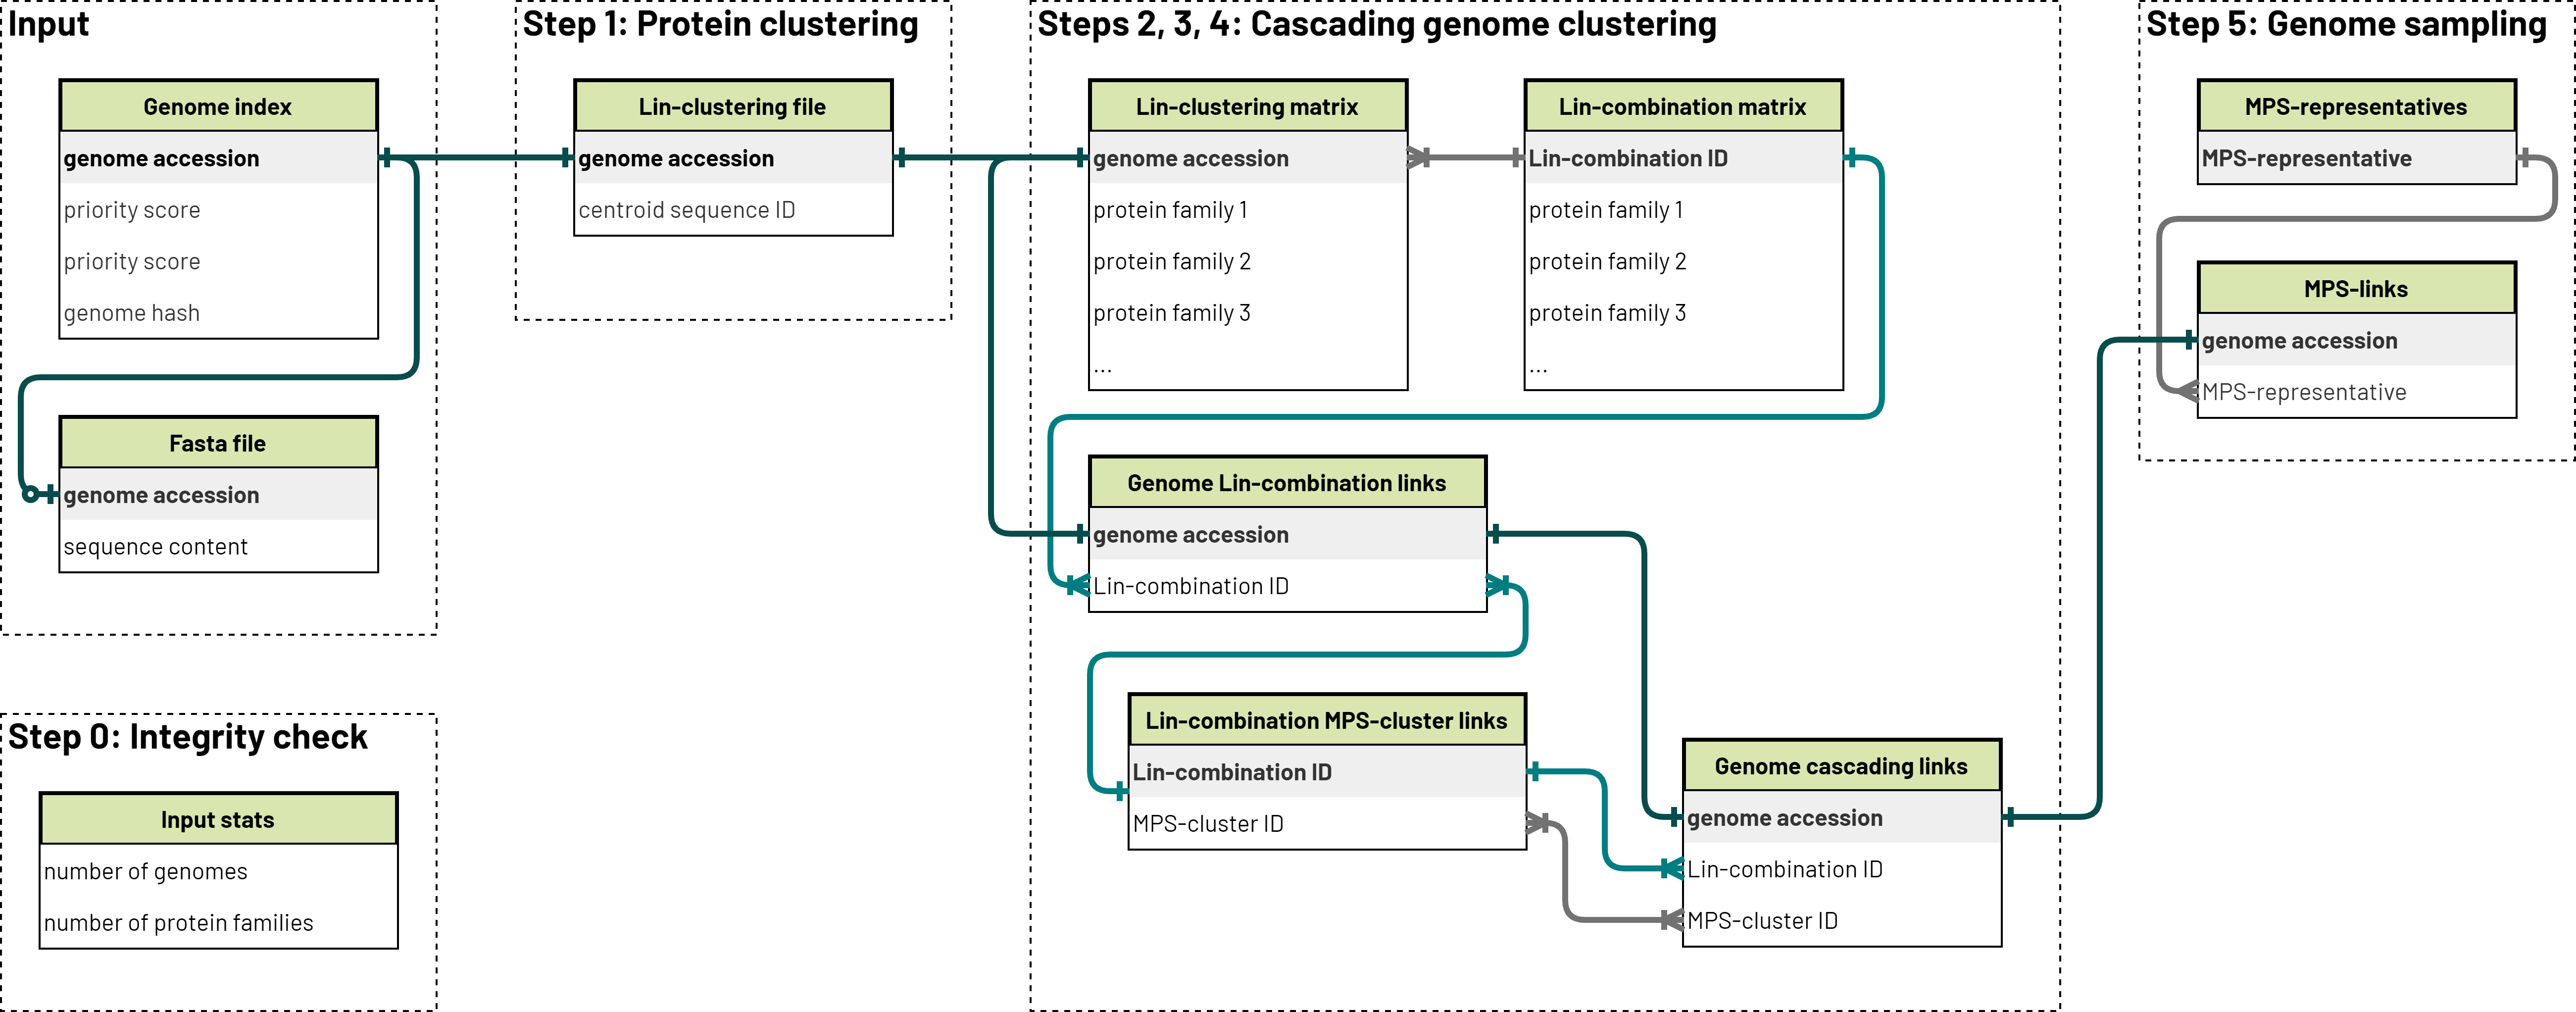 Input
Genome index
genome accession
priority score
priority score
genome hash
Fasta file
genome accession
sequence content
Step 0: Integrity check
Input stats
number of genomes
number of protein families
Step 1: Protein clustering
Lin-clustering file
genome accession
centroid sequence ID
Steps 2, 3, 4: Cascading genome clustering
Lin-clustering matrix
genome accession
protein family 1
protein family 2
protein family 3
...
Lin-combination matrix
Lin-combination ID
protein family 1
protein family 2
protein family 3
...
Genome Lin-combination links
genome accession
Lin-combination ID
Lin-combination MPS-cluster links
Lin-combination ID
MPS-cluster ID
Genome cascading links
genome accession
Lin-combination ID
MPS-cluster ID
Step 5: Genome sampling
MPS-representatives
MPS-representative
MPS-links
genome accession
MPS-representative